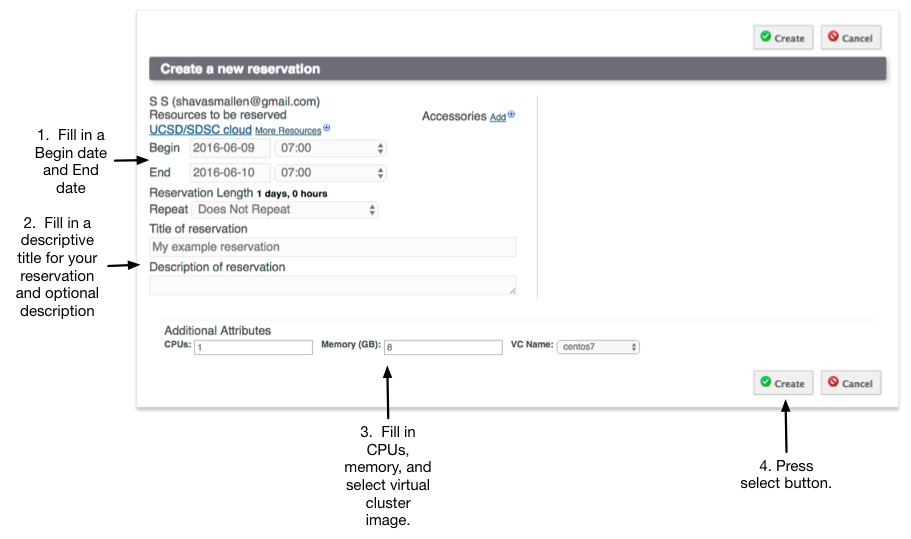 Create Cancel
Create a new reservation
S S (shavasmallen@gmail.com)
Resources to be reserved
Accessories Add
UCSD/SDSC cloud More Resources
Begin 2016-06-09 07:00
End 2016-06-10 07:00
Reservation Length 1 days, 0 hours
Repeat Does Not Repeat
Title of reservation
My example reservation
Description of reservation
Additional Attributes
CPUs: 1 Memory (GB): 8 VC Name: centos7
Create Cancel
1. Fill in a
Begin date
and End
date
2. Fill in a
descriptive
title for your
reservation
and optional
description
3. Fill in
CPUs,
memory, and
select virtual
cluster
image.
4. Press
select button.